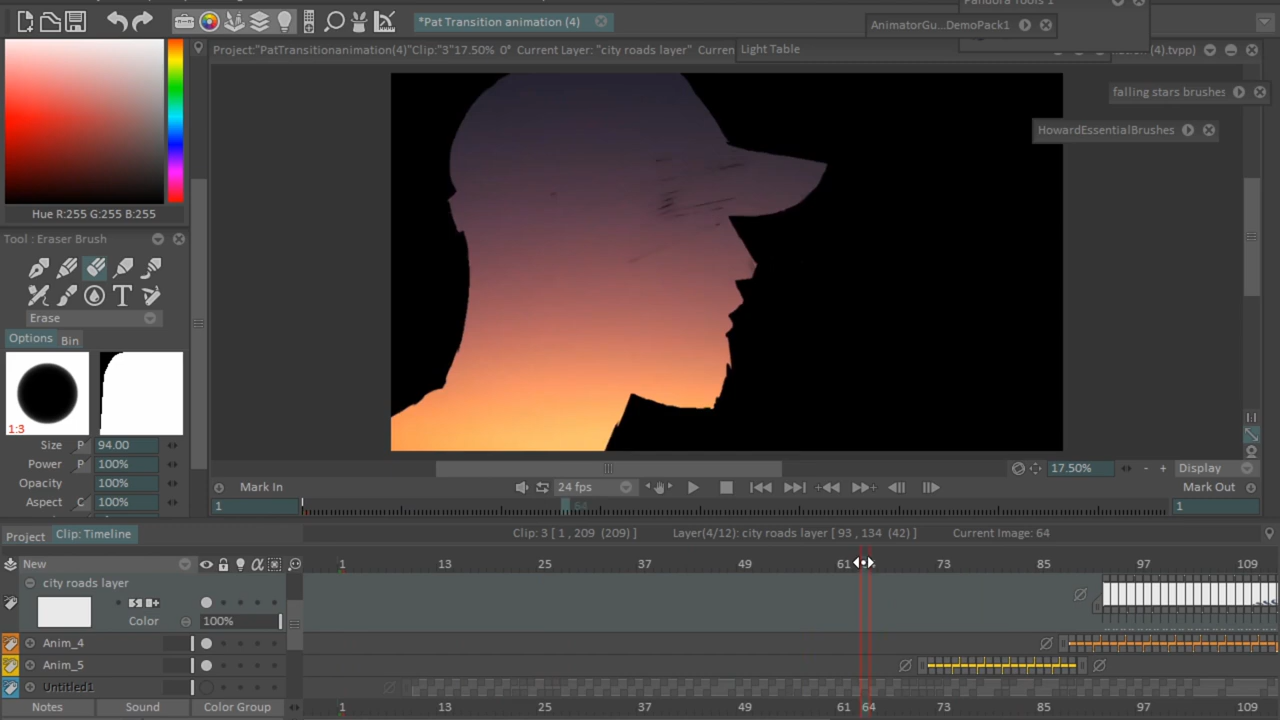 Pandora Tools 1
*Pat Transition animation (4)
AnimatorGu...DemoPack1
Project:"PatTransitionanimation(4)"Clip:"3"17.50% 0° Current Layer: "city roads layer" Curren
Light Table
(4).tvpp)
falling stars brushes
HowardEssentialBrushes
Hue R:255 G:255 B:255
Tool : Eraser Brush
Erase
Options Bin
1:3
Size P 94.00
Power P 100%
Opacity 100%
Aspect C 100%
1:1
17.50% - + Display
Mark In 24 fps Mark Out
1 64 1
Project Clip: Timeline Clip: 3 [ 1 , 209 (209) ] Layer(4/12): city roads layer [ 93 , 134 (42) ] Current Image: 64
New 1 13 25 37 49 61 73 85 97 109
city roads layer
Color 100%
Anim_4
Anim_5
Untitled1
Notes Sound Color Group 1 13 25 37 49 61 64 73 85 97 109